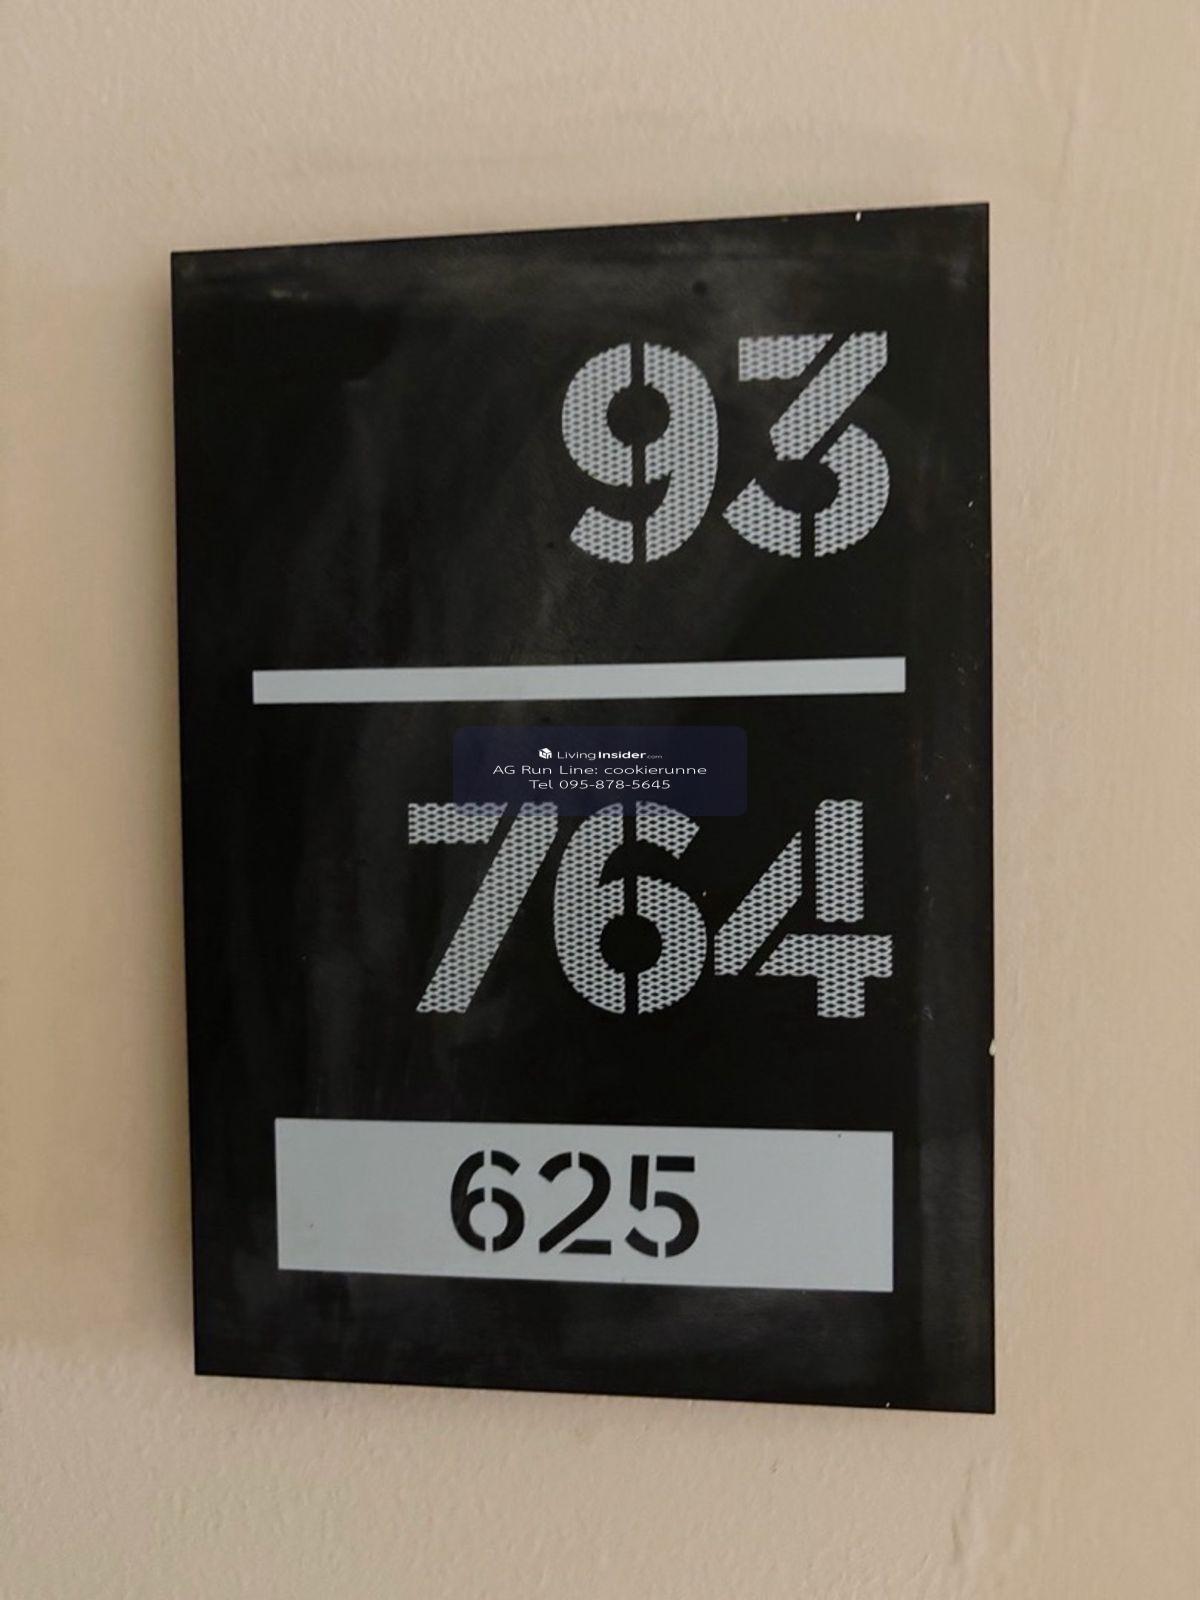 93
LivingInsider.com
AG Run Line: cookierunne
Tel 095-878-5645
764
625